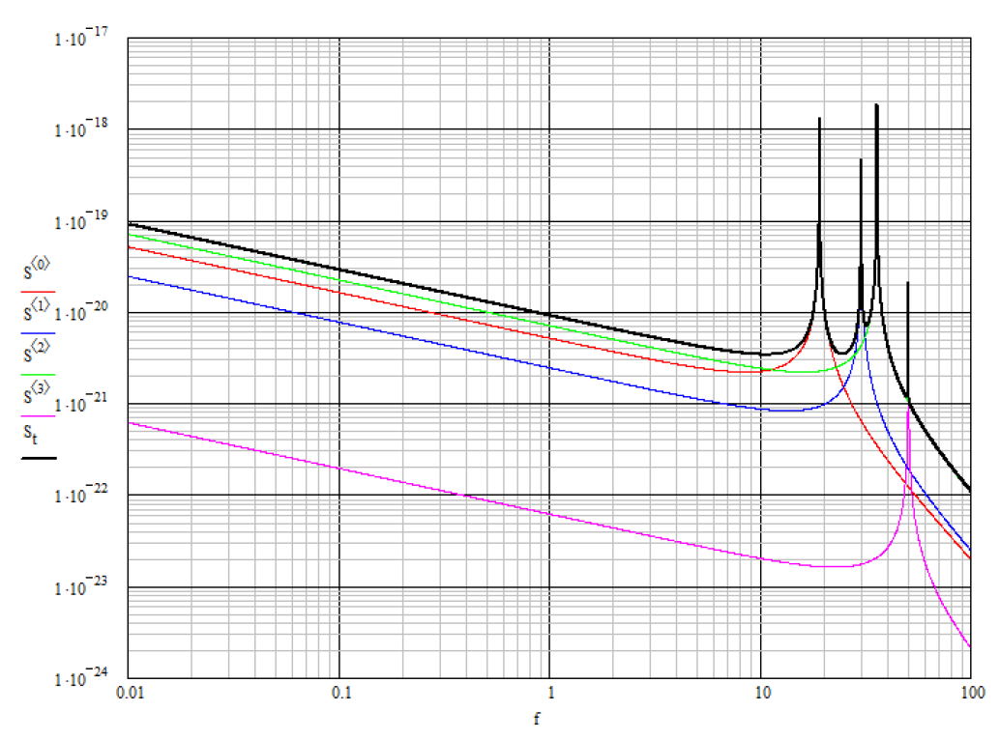 1·10⁻¹⁷
1·10⁻¹⁸
1·10⁻¹⁹
1·10⁻²⁰
1·10⁻²¹
1·10⁻²²
1·10⁻²³
1·10⁻²⁴
S⟨0⟩
S⟨1⟩
S⟨2⟩
S⟨3⟩
Sₜ
0.01 0.1 1 10 100
f